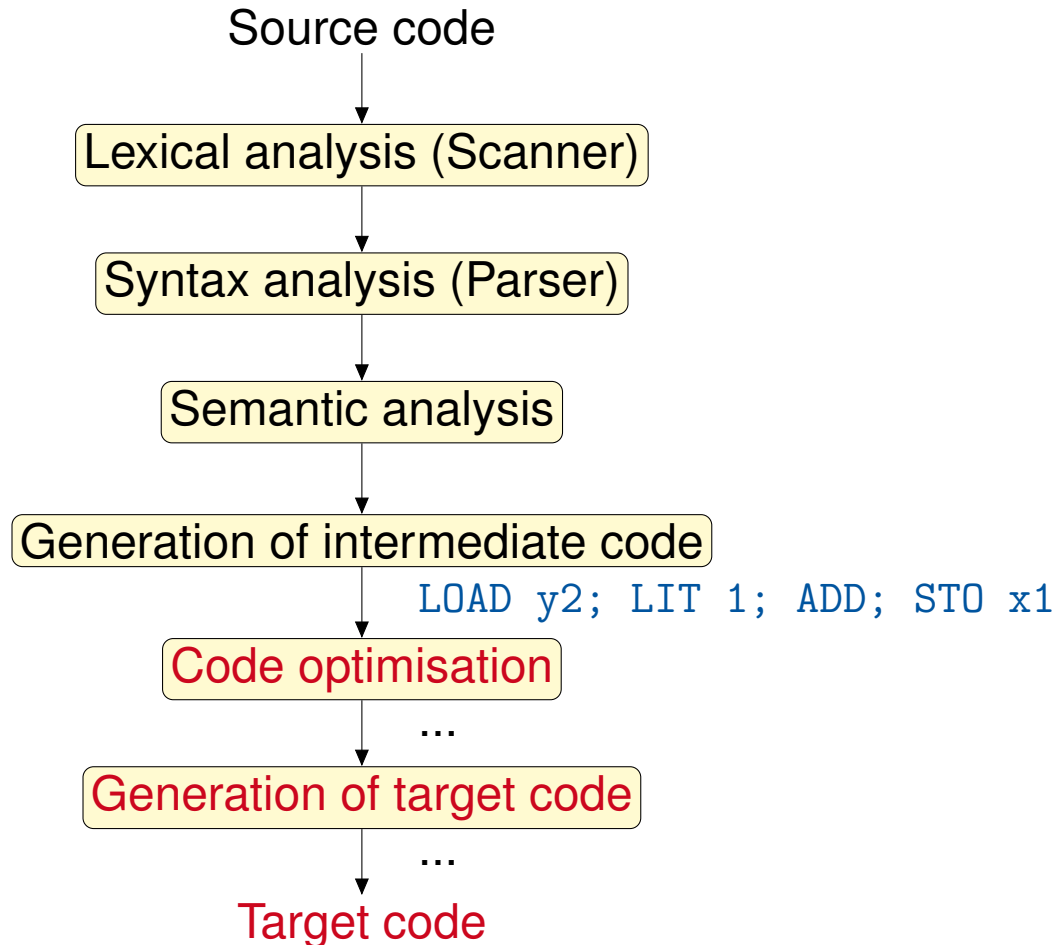 Source code
Lexical analysis (Scanner)
Syntax analysis (Parser)
Semantic analysis
Generation of intermediate code
LOAD y2; LIT 1; ADD; STO x1
Code optimisation
...
Generation of target code
...
Target code